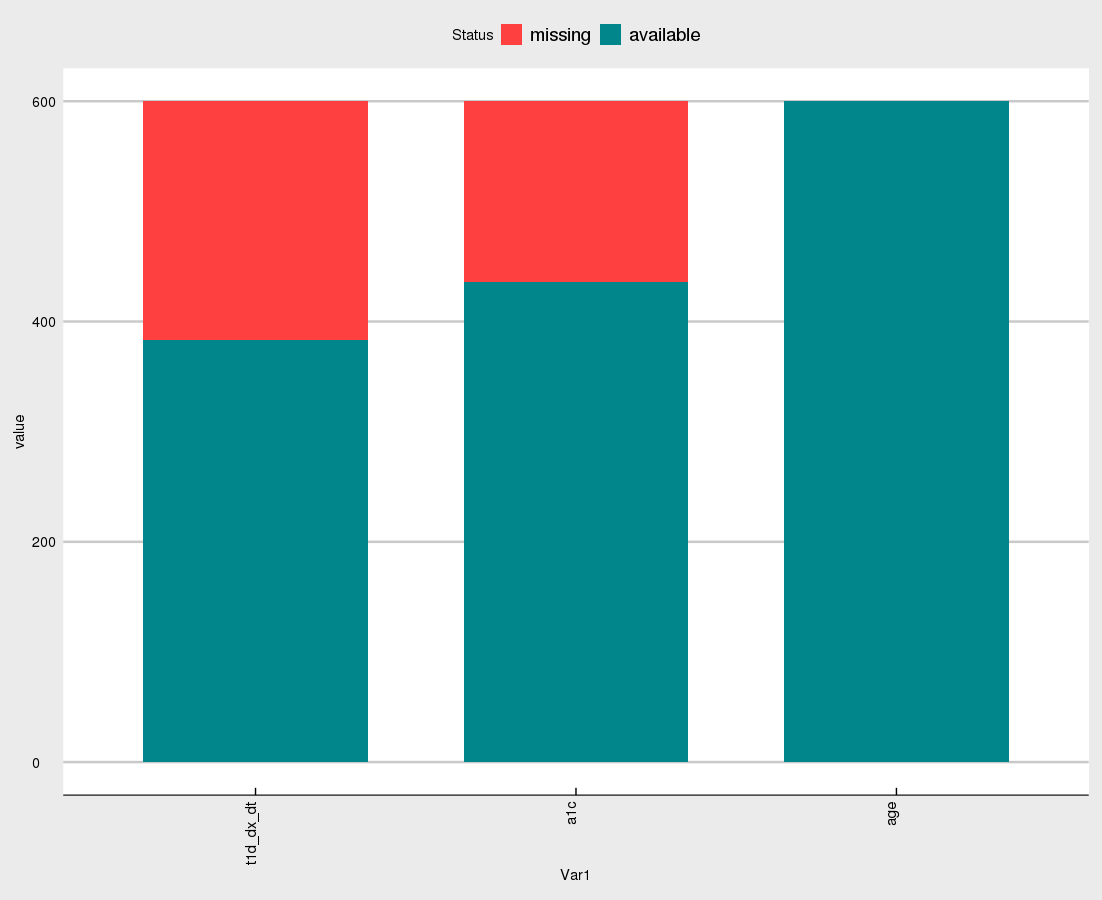 Status missing available
600
400
200
0
value
t1d_dx_dt
a1c
age
Var1